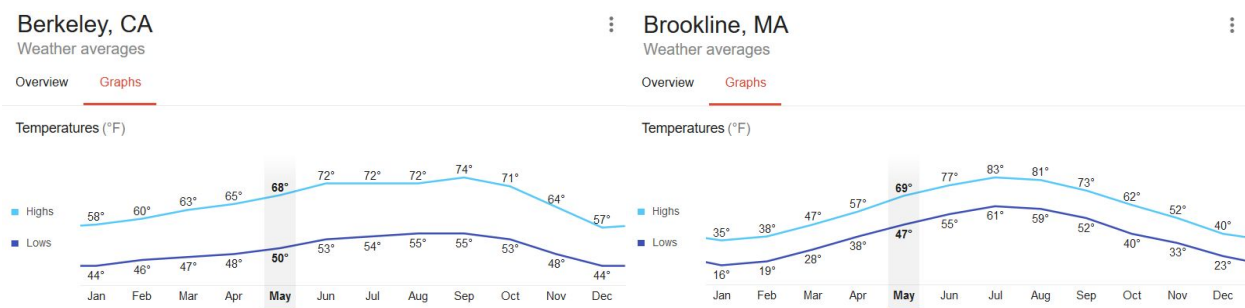 Berkeley, CA
Weather averages
Overview Graphs
Temperatures (°F)
58° 60° 63° 65° 68° 72° 72° 72° 74° 71° 64° 57°
Highs
Lows
44° 46° 47° 48° 50° 53° 54° 55° 55° 53° 48° 44°
Jan Feb Mar Apr May Jun Jul Aug Sep Oct Nov Dec
Brookline, MA
Weather averages
Overview Graphs
Temperatures (°F)
35° 38° 47° 57° 69° 77° 83° 81° 73° 62° 52° 40°
Highs
Lows
16° 19° 28° 38° 47° 55° 61° 59° 52° 40° 33° 23°
Jan Feb Mar Apr May Jun Jul Aug Sep Oct Nov Dec